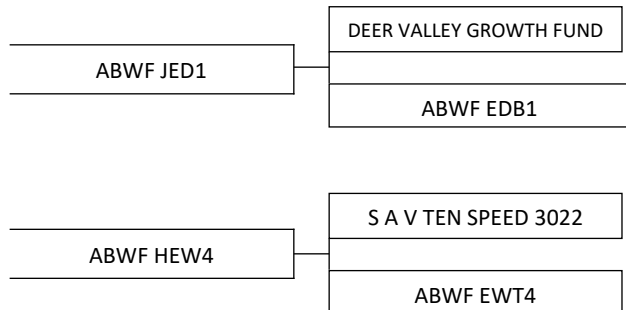 DEER VALLEY GROWTH FUND
ABWF JED1
ABWF EDB1
S A V TEN SPEED 3022
ABWF HEW4
ABWF EWT4